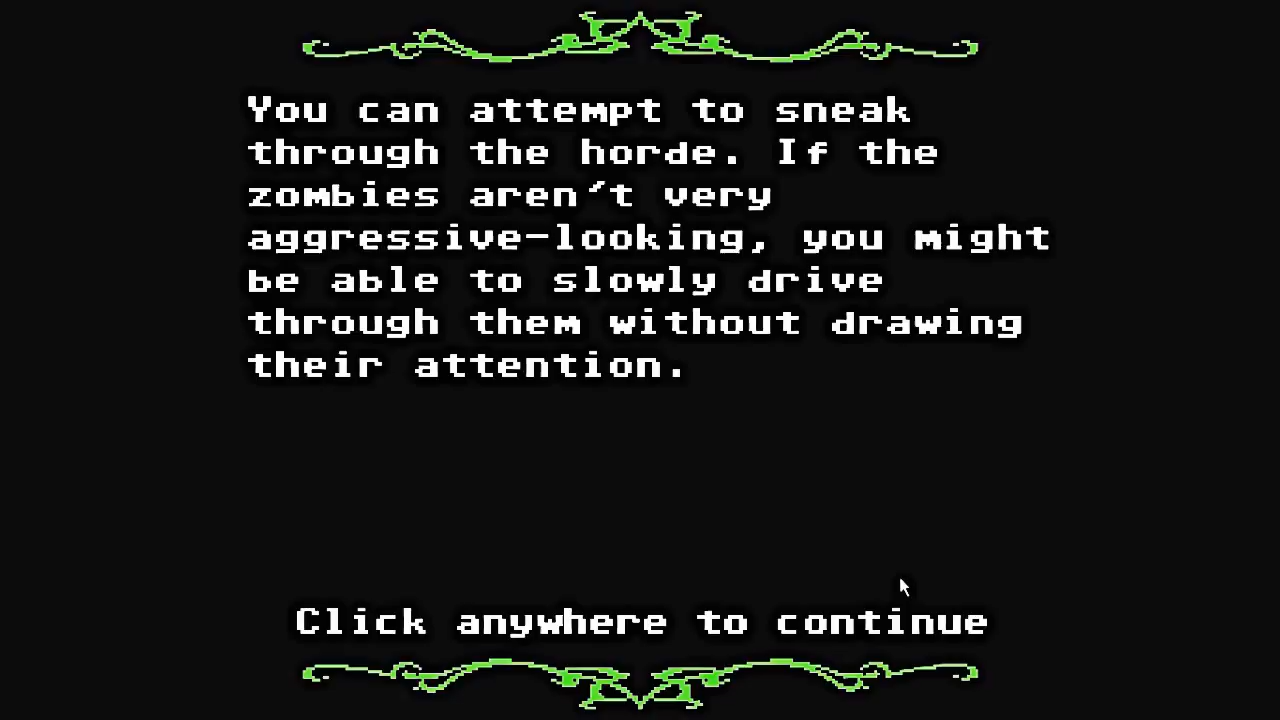 You can attempt to sneak
through the horde. If the
zombies aren't very
aggressive-looking, you might
be able to slowly drive
through them without drawing
their attention.
Click anywhere to continue